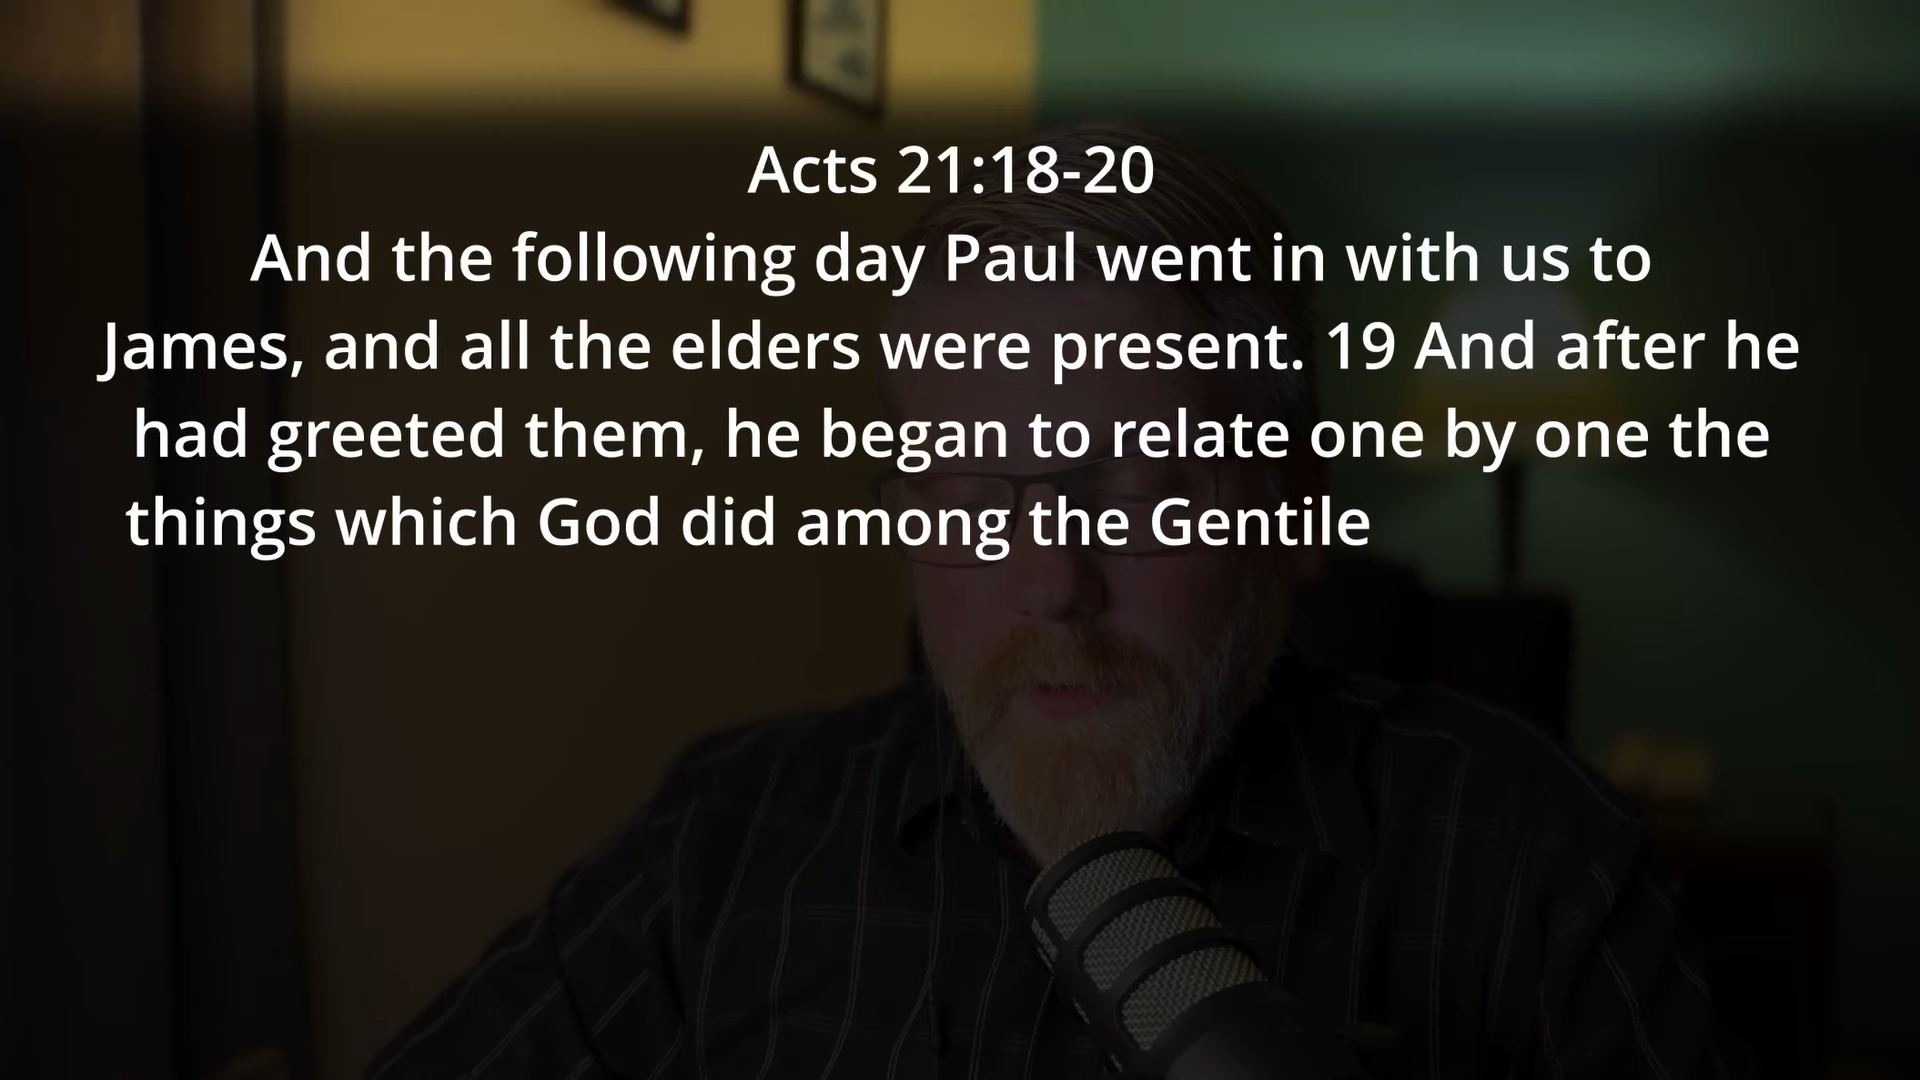 Acts 21:18-20
And the following day Paul went in with us to
James, and all the elders were present. 19 And after he
had greeted them, he began to relate one by one the
things which God did among the Gentile